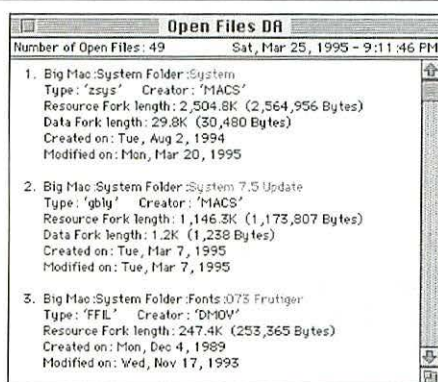 Open Files DA
Number of Open Files: 49 Sat, Mar 25, 1995 - 9:11:46 PM
1. Big Mac:System Folder:System
Type: 'zsys' Creator: 'MACS'
Resource Fork length: 2,504.8K (2,564,956 Bytes)
Data Fork length: 29.8K (30,480 Bytes)
Created on: Tue, Aug 2, 1994
Modified on: Mon, Mar 20, 1995
2. Big Mac:System Folder:System 7.5 Update
Type: 'gbly' Creator: 'MACS'
Resource Fork length: 1,146.3K (1,173,807 Bytes)
Data Fork length: 1.2K (1,238 Bytes)
Created on: Tue, Mar 7, 1995
Modified on: Tue, Mar 7, 1995
3. Big Mac:System Folder:Fonts:073 Frutiger
Type: 'FFIL' Creator: 'DMOV'
Resource Fork length: 247.4K (253,365 Bytes)
Created on: Mon, Dec 4, 1989
Modified on: Wed, Nov 17, 1993